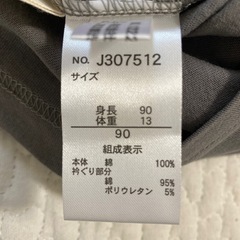 NO. J307512
サイズ
身長 90
体重 13
90
組成表示
本体 綿 100%
衿ぐり部分
綿 95%
ポリウレタン 5%